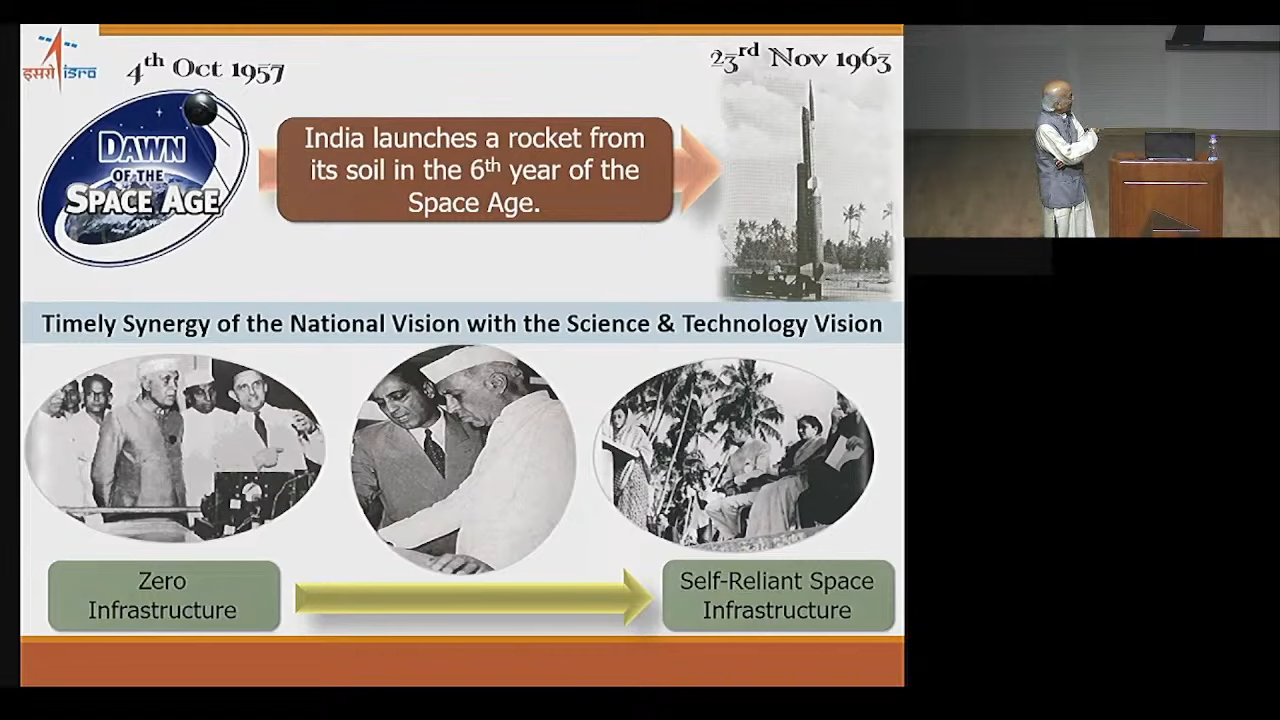 इसरो isro
4th Oct 1957
23rd Nov 1963
DAWN
OF THE
SPACE AGE
India launches a rocket from
its soil in the 6th year of the
Space Age.
Timely Synergy of the National Vision with the Science & Technology Vision
Zero
Infrastructure
Self-Reliant Space
Infrastructure